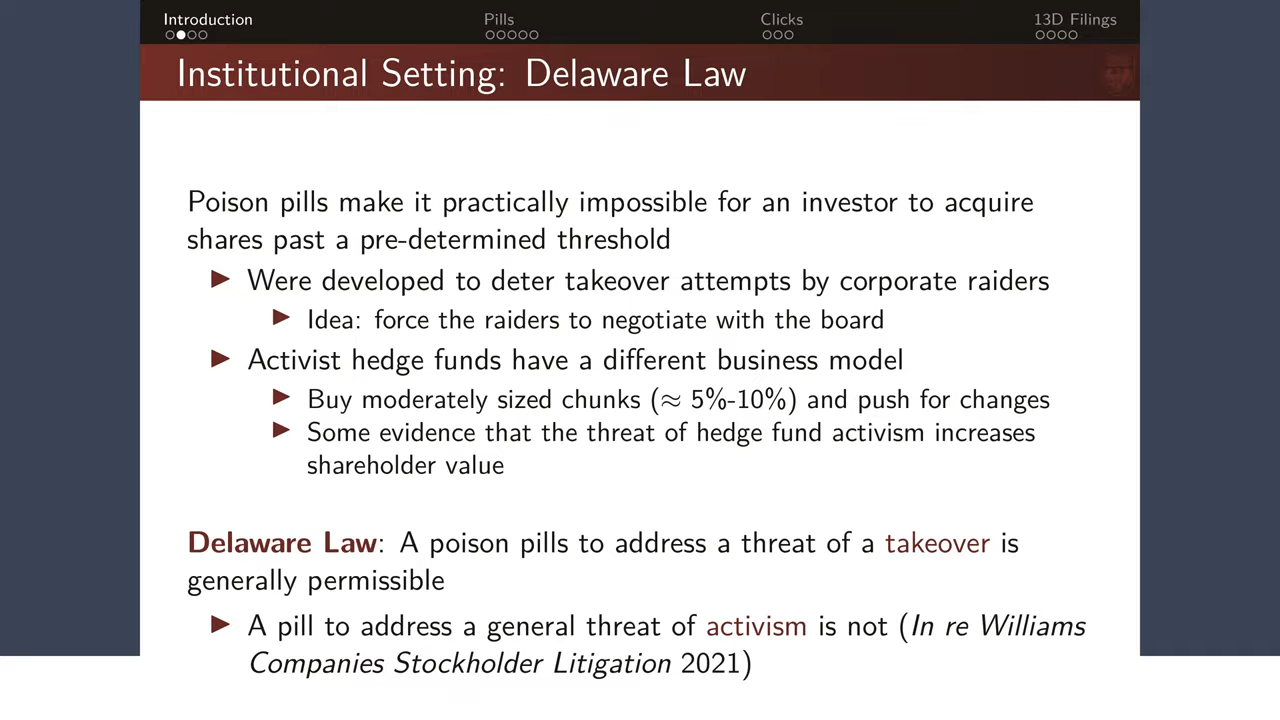 Introduction
Pills
Clicks
13D Filings
Institutional Setting: Delaware Law
Poison pills make it practically impossible for an investor to acquire
shares past a pre-determined threshold
Were developed to deter takeover attempts by corporate raiders
Idea: force the raiders to negotiate with the board
Activist hedge funds have a different business model
Buy moderately sized chunks (≈ 5%-10%) and push for changes
Some evidence that the threat of hedge fund activism increases
shareholder value
Delaware Law: A poison pills to address a threat of a takeover is
generally permissible
A pill to address a general threat of activism is not (In re Williams
Companies Stockholder Litigation 2021)